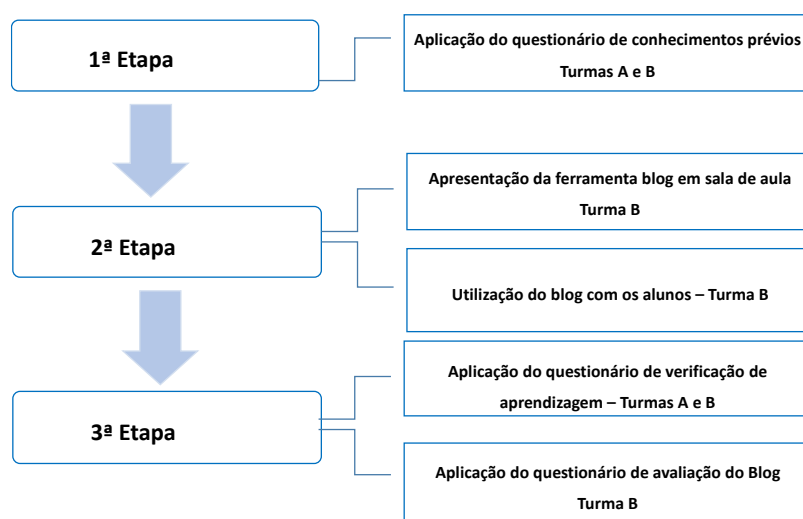 1ª Etapa
Aplicação do questionário de conhecimentos prévios
Turmas A e B
2ª Etapa
Apresentação da ferramenta blog em sala de aula
Turma B
Utilização do blog com os alunos – Turma B
3ª Etapa
Aplicação do questionário de verificação de
aprendizagem – Turmas A e B
Aplicação do questionário de avaliação do Blog
Turma B